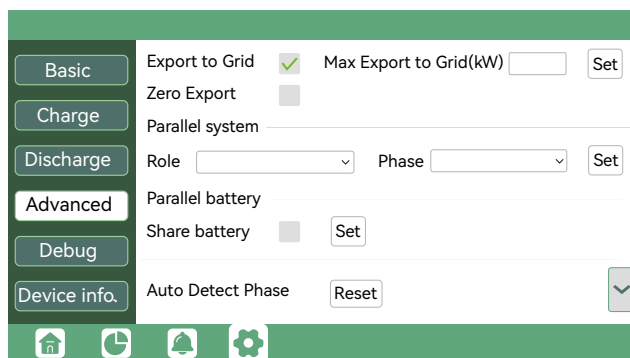 Basic
Charge
Discharge
Advanced
Debug
Device info.
Export to Grid Max Export to Grid(kW) Set
Zero Export
Parallel system
Role Phase Set
Parallel battery
Share battery Set
Auto Detect Phase Reset